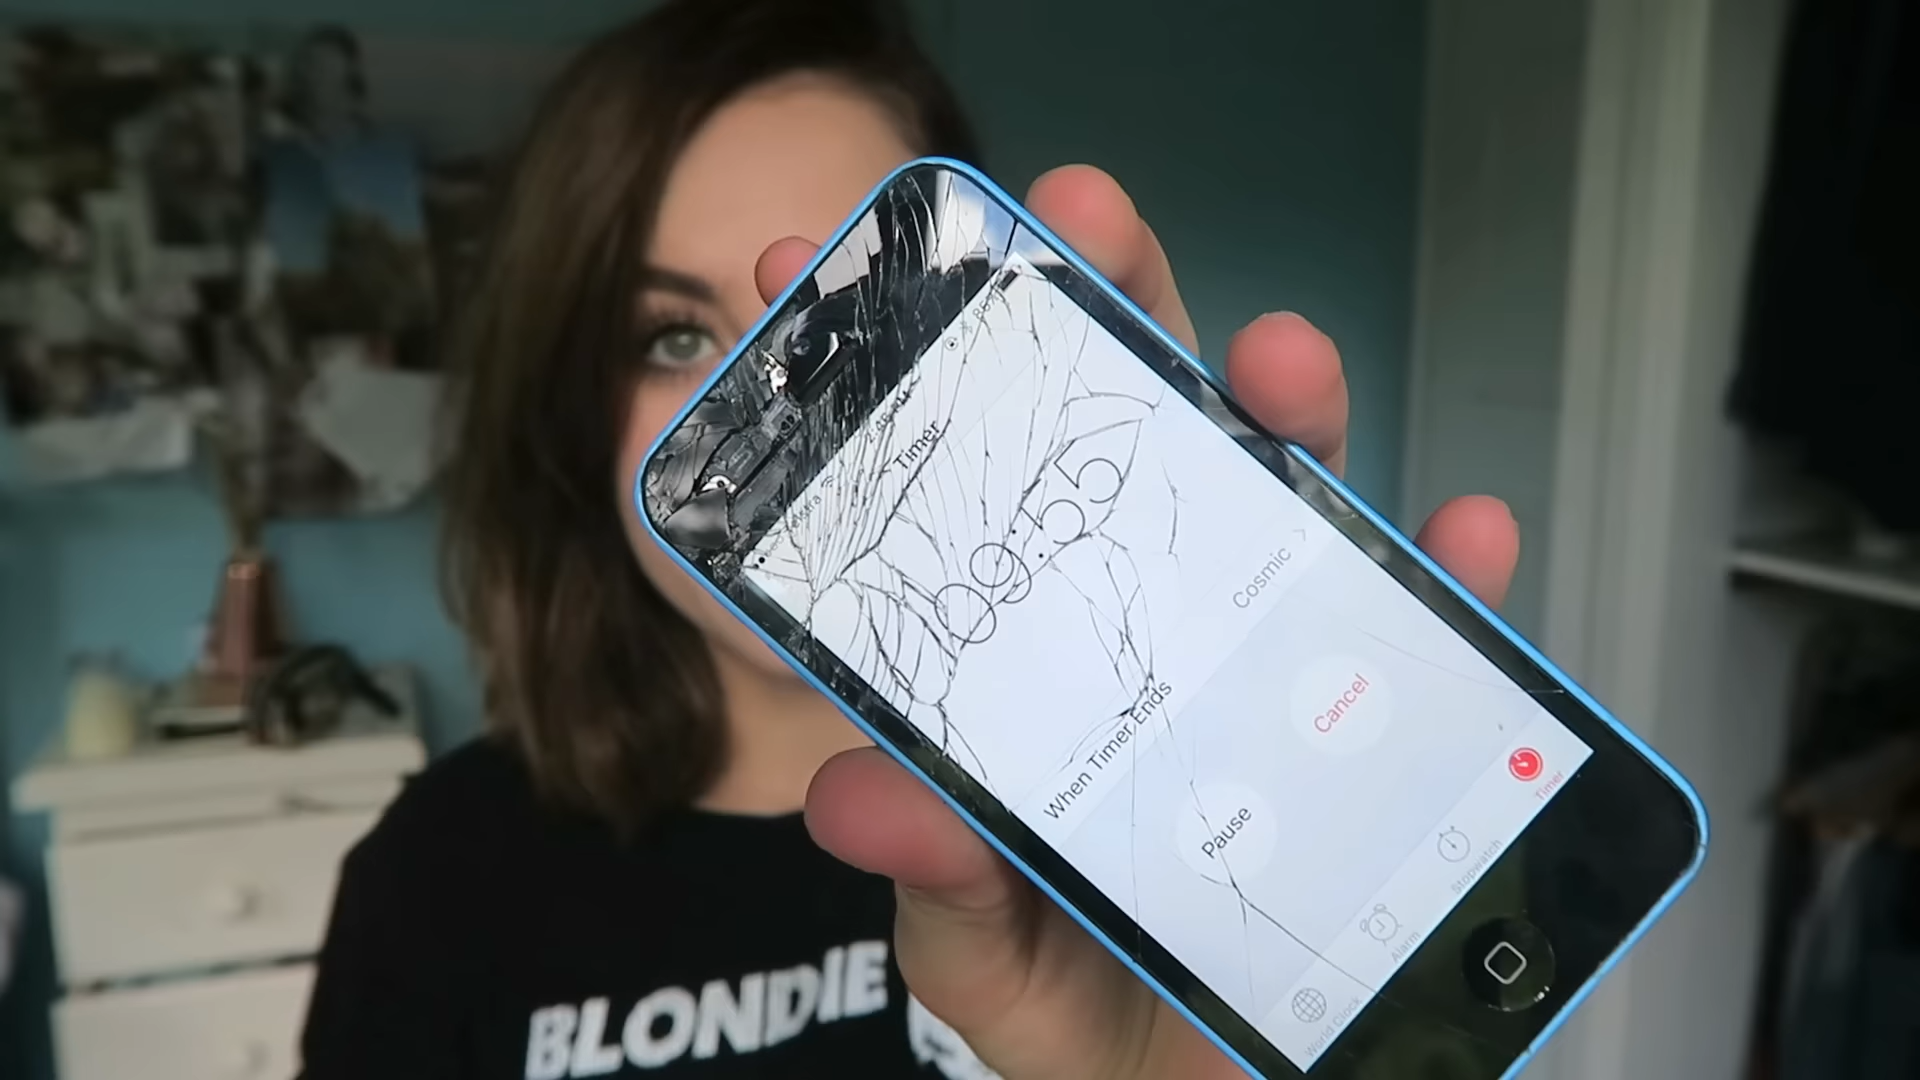 Timer
09:55
When Timer Ends
Cosmic >
Pause
Cancel
World Clock
Alarm
Stopwatch
Timer
BLONDIE